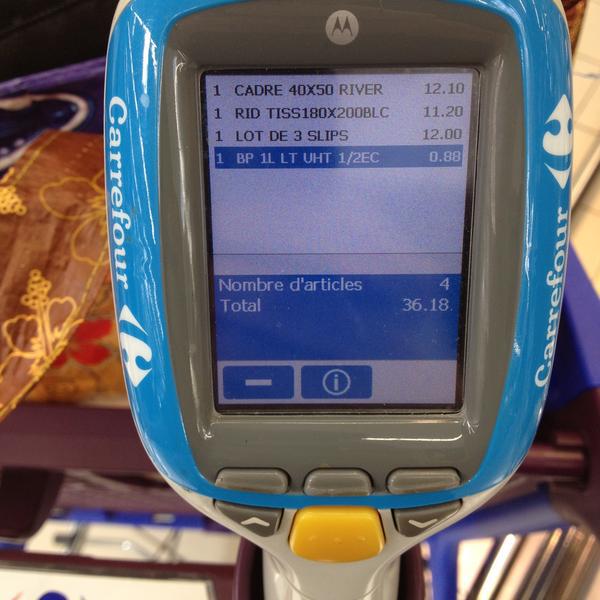 1 CADRE 40X50 RIVER 12.10
1 RID TISS180X200BLC 11.20
1 LOT DE 3 SLIPS 12.00
1 BP 1L LT UHT 1/2EC 0.88
Nombre d'articles 4
Total 36.18
Carrefour
Carrefour